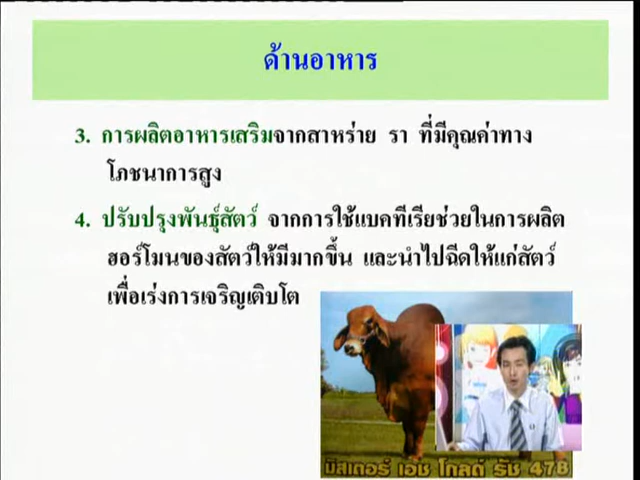 ด้านอาหาร
3. การผลิตอาหารเสริมจากสาหร่าย รา ที่มีคุณค่าทาง
โภชนาการสูง
4. ปรับปรุงพันธุ์สัตว์ จากการใช้แบคทีเรียช่วยในการผลิต
ฮอร์โมนของสัตว์ให้มีมากขึ้น และนำไปฉีดให้แก่สัตว์
เพื่อเร่งการเจริญเติบโต
มิสเตอร์ เอ็ช โกลด์ รัช 478